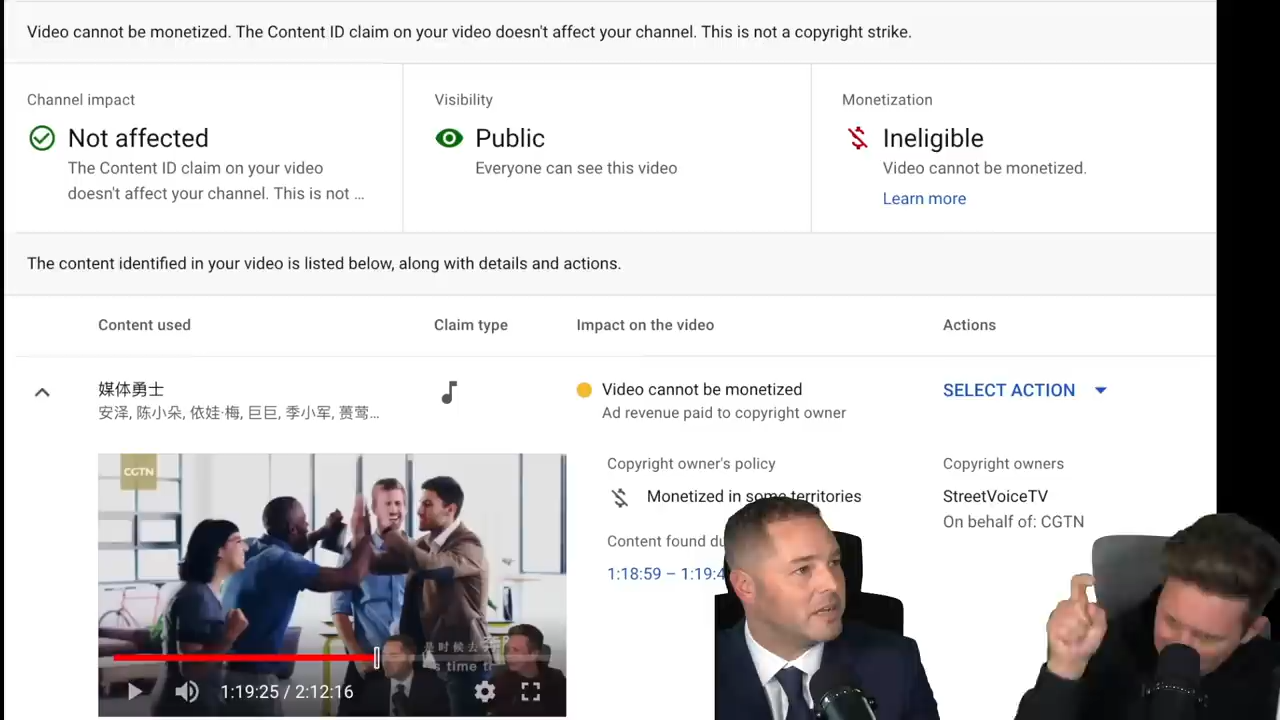 Video cannot be monetized. The Content ID claim on your video doesn't affect your channel. This is not a copyright strike.
Channel impact
Not affected
The Content ID claim on your video
doesn't affect your channel. This is not ...
Visibility
Public
Everyone can see this video
Monetization
Ineligible
Video cannot be monetized.
Learn more
The content identified in your video is listed below, along with details and actions.
Content used Claim type Impact on the video Actions
媒体勇士
安泽, 陈小朵, 依娃·梅, 巨巨, 季小军,
Video cannot be monetized
Ad revenue paid to copyright owner
SELECT ACTION
CGTN
Copyright owner's policy
Monetized in some territories
Content found
1:18:59 –
Copyright owners
StreetVoiceTV
On behalf of: CGTN
是时候去
time
1:19:25 / 2:12:16